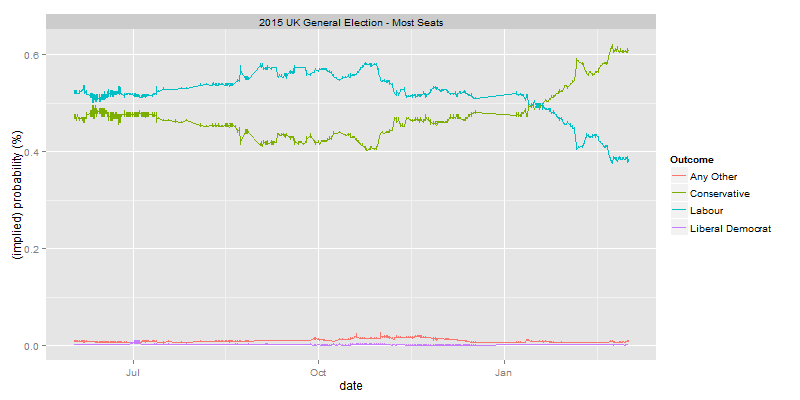 2015 UK General Election - Most Seats
0.6
0.4
0.2
0.0
(implied) probability (%)
Jul
Oct
Jan
date
Outcome
Any Other
Conservative
Labour
Liberal Democrat